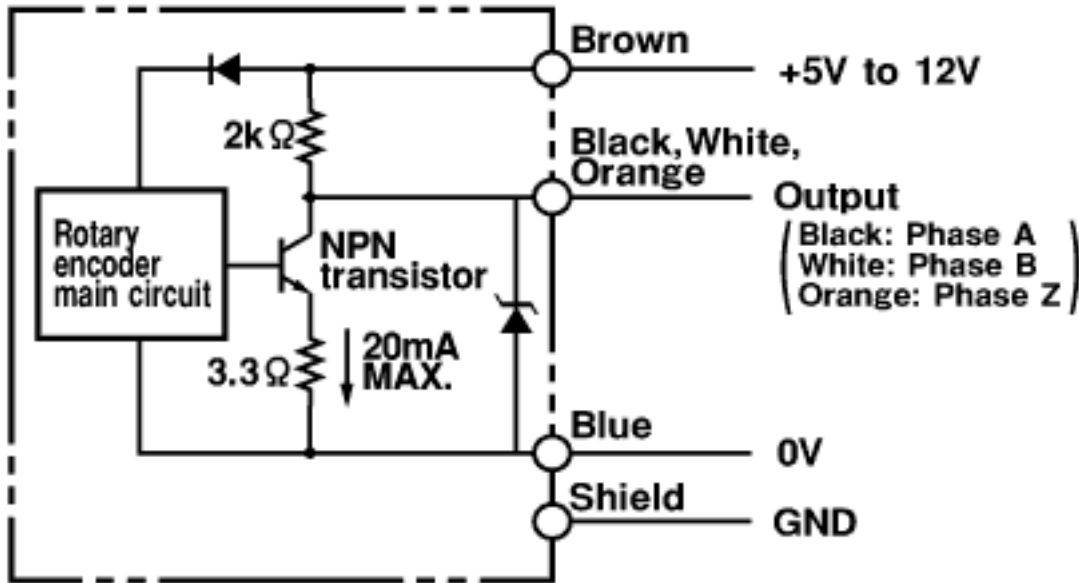 Brown
+5V to 12V
2kΩ
Black, White,
Orange
Output
Black: Phase A
White: Phase B
Orange: Phase Z
Rotary
encoder
main circuit
NPN
transistor
3.3Ω
20mA
MAX.
Blue
0V
Shield
GND